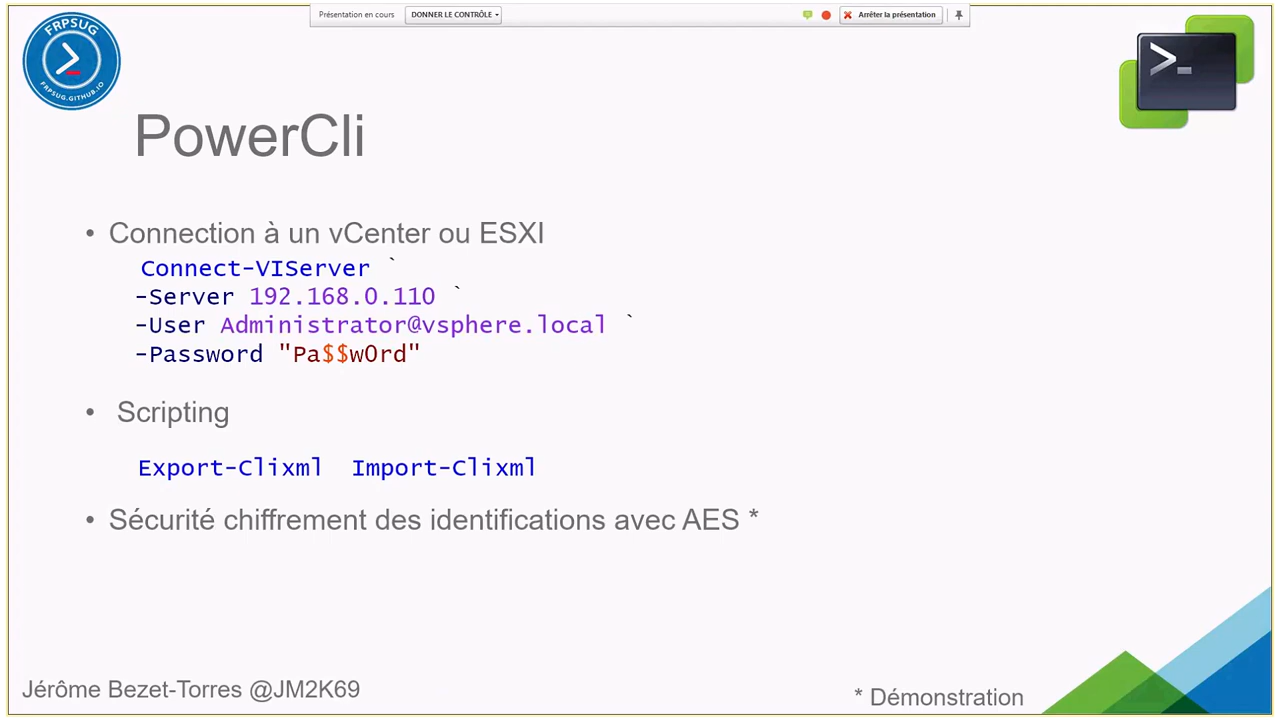 Présentation en cours DONNER LE CONTRÔLE Arrêter la présentation
FRPSUG
FRPSUG.GITHUB.IO
PowerCli
• Connection à un vCenter ou ESXI
Connect-VIServer `
-Server 192.168.0.110 `
-User Administrator@vsphere.local `
-Password "Pa$$w0rd"
• Scripting
Export-Clixml Import-Clixml
• Sécurité chiffrement des identifications avec AES *
Jérôme Bezet-Torres @JM2K69
* Démonstration